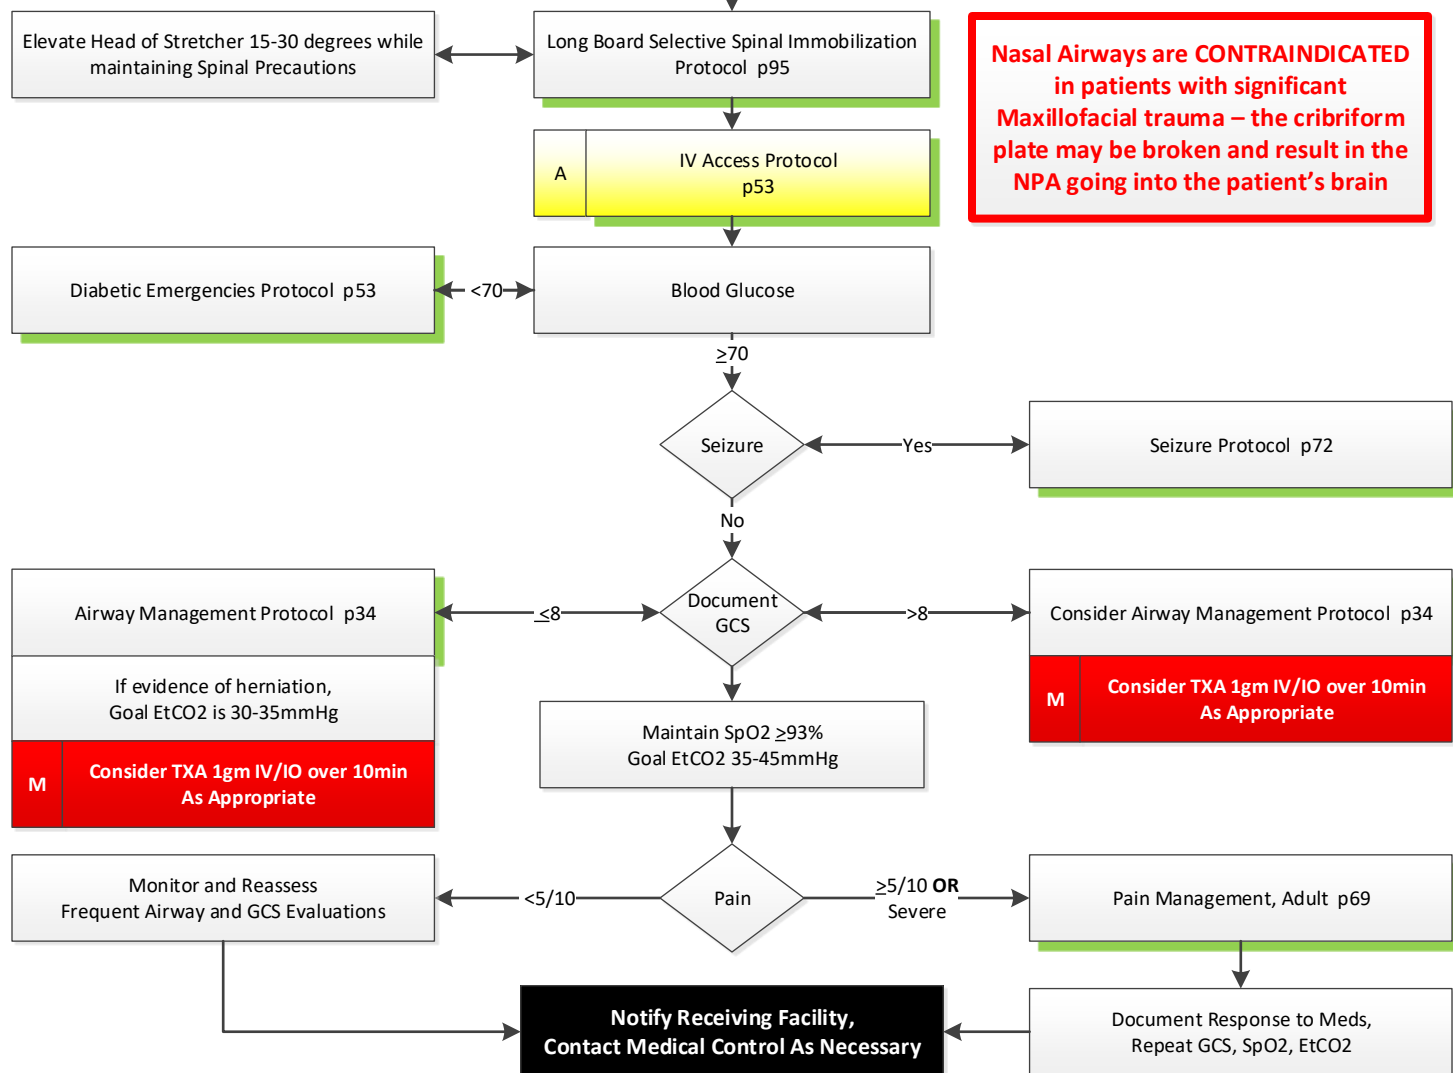 Elevate Head of Stretcher 15-30 degrees while
maintaining Spinal Precautions
Long Board Selective Spinal Immobilization
Protocol p95
Nasal Airways are CONTRAINDICATED
in patients with significant
Maxillofacial trauma – the cribriform
plate may be broken and result in the
NPA going into the patient's brain
A
IV Access Protocol
p53
Diabetic Emergencies Protocol p53
<70
Blood Glucose
≥70
Seizure
Yes
Seizure Protocol p72
No
Airway Management Protocol p34
≤8
Document
GCS
>8
Consider Airway Management Protocol p34
If evidence of herniation,
Goal EtCO2 is 30-35mmHg
M
Consider TXA 1gm IV/IO over 10min
As Appropriate
Maintain SpO2 ≥93%
Goal EtCO2 35-45mmHg
M
Consider TXA 1gm IV/IO over 10min
As Appropriate
Monitor and Reassess
Frequent Airway and GCS Evaluations
<5/10
Pain
≥5/10 OR
Severe
Pain Management, Adult p69
Notify Receiving Facility,
Contact Medical Control As Necessary
Document Response to Meds,
Repeat GCS, SpO2, EtCO2